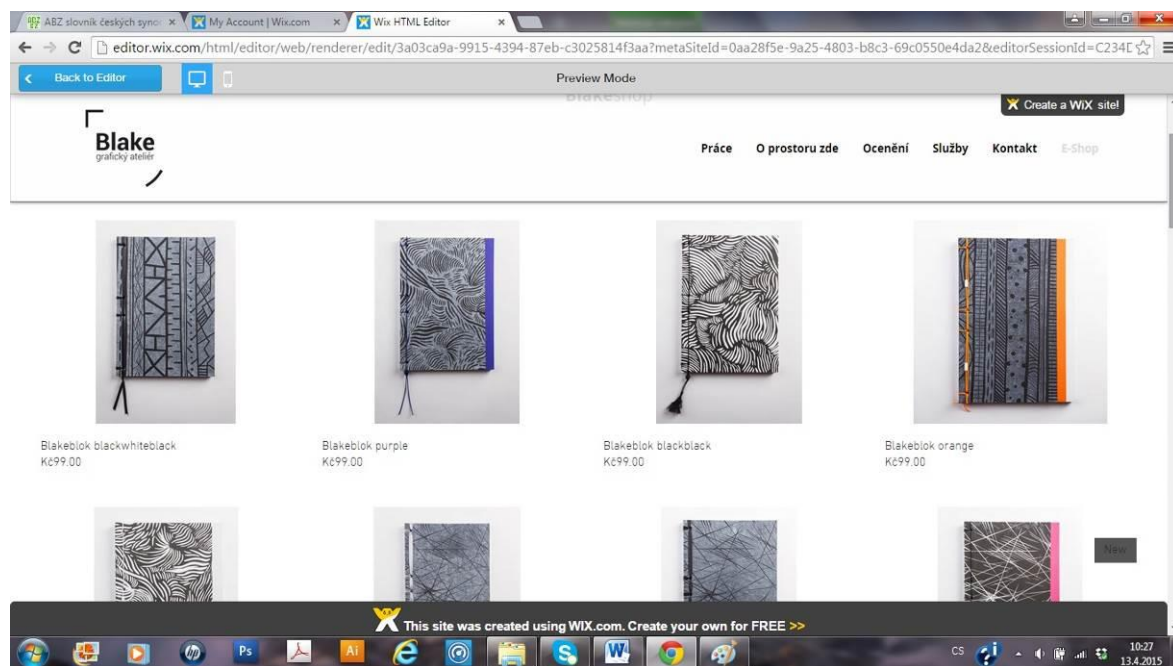 ABZ slovník českých syno
My Account | Wix.com
Wix HTML Editor
editor.wix.com/html/editor/web/renderer/edit/3a03ca9a-9915-4394-87eb-c3025814f3aa?metaSiteId=0aa28f5e-9a25-4803-b8c3-69c0550e4da2&editorSessionId=C234D
Back to Editor
Preview Mode
Blakeshop
Create a WiX site!
Blake
grafický ateliér
Práce O prostoru zde Ocenění Služby Kontakt E-Shop
Blakeblok blackwhiteblack
Kč99.00
Blakeblok purple
Kč99.00
Blakeblok blackblack
Kč99.00
Blakeblok orange
Kč99.00
New
This site was created using WIX.com. Create your own for FREE >>
Ps
Ai
CS
10:27
13.4.2015